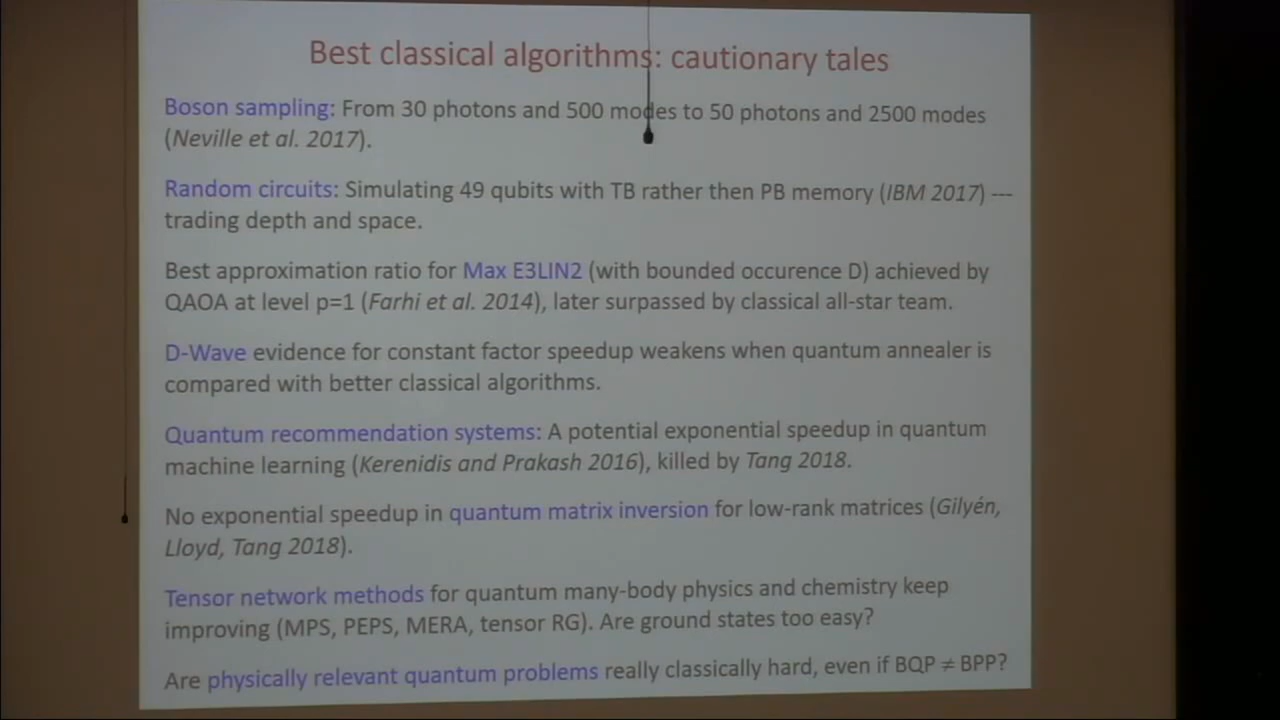 Best classical algorithms: cautionary tales
Boson sampling: From 30 photons and 500 modes to 50 photons and 2500 modes
(Neville et al. 2017).
Random circuits: Simulating 49 qubits with TB rather then PB memory (IBM 2017) ---
trading depth and space.
Best approximation ratio for Max E3LIN2 (with bounded occurence D) achieved by
QAOA at level p=1 (Farhi et al. 2014), later surpassed by classical all-star team.
D-Wave evidence for constant factor speedup weakens when quantum annealer is
compared with better classical algorithms.
Quantum recommendation systems: A potential exponential speedup in quantum
machine learning (Kerenidis and Prakash 2016), killed by Tang 2018.
No exponential speedup in quantum matrix inversion for low-rank matrices (Gilyén,
Lloyd, Tang 2018).
Tensor network methods for quantum many-body physics and chemistry keep
improving (MPS, PEPS, MERA, tensor RG). Are ground states too easy?
Are physically relevant quantum problems really classically hard, even if BQP ≠ BPP?